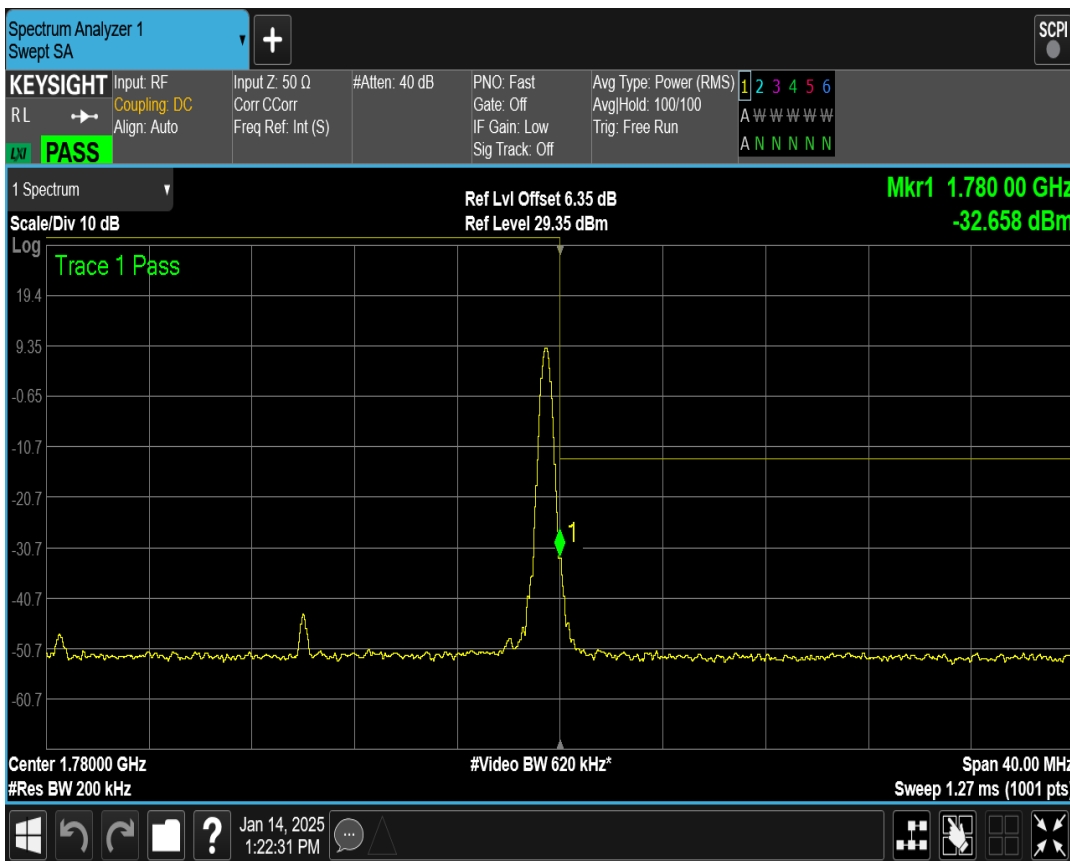 Spectrum Analyzer 1
Swept SA
SCPI
KEYSIGHT
RL
LXI PASS
Input: RF
Coupling: DC
Align: Auto
Input Z: 50 Ω
Corr CCorr
Freq Ref: Int (S)
#Atten: 40 dB
PNO: Fast
Gate: Off
IF Gain: Low
Sig Track: Off
Avg Type: Power (RMS)
Avg|Hold: 100/100
Trig: Free Run
1 2 3 4 5 6
A W W W W W
A N N N N N
1 Spectrum
Scale/Div 10 dB
Ref Lvl Offset 6.35 dB
Ref Level 29.35 dBm
Mkr1 1.780 00 GHz
-32.658 dBm
Log
Trace 1 Pass
19.4
9.35
-0.65
-10.7
-20.7
-30.7
-40.7
-50.7
-60.7
1
Center 1.78000 GHz
#Res BW 200 kHz
#Video BW 620 kHz*
Span 40.00 MHz
Sweep 1.27 ms (1001 pts)
?
Jan 14, 2025
1:22:31 PM